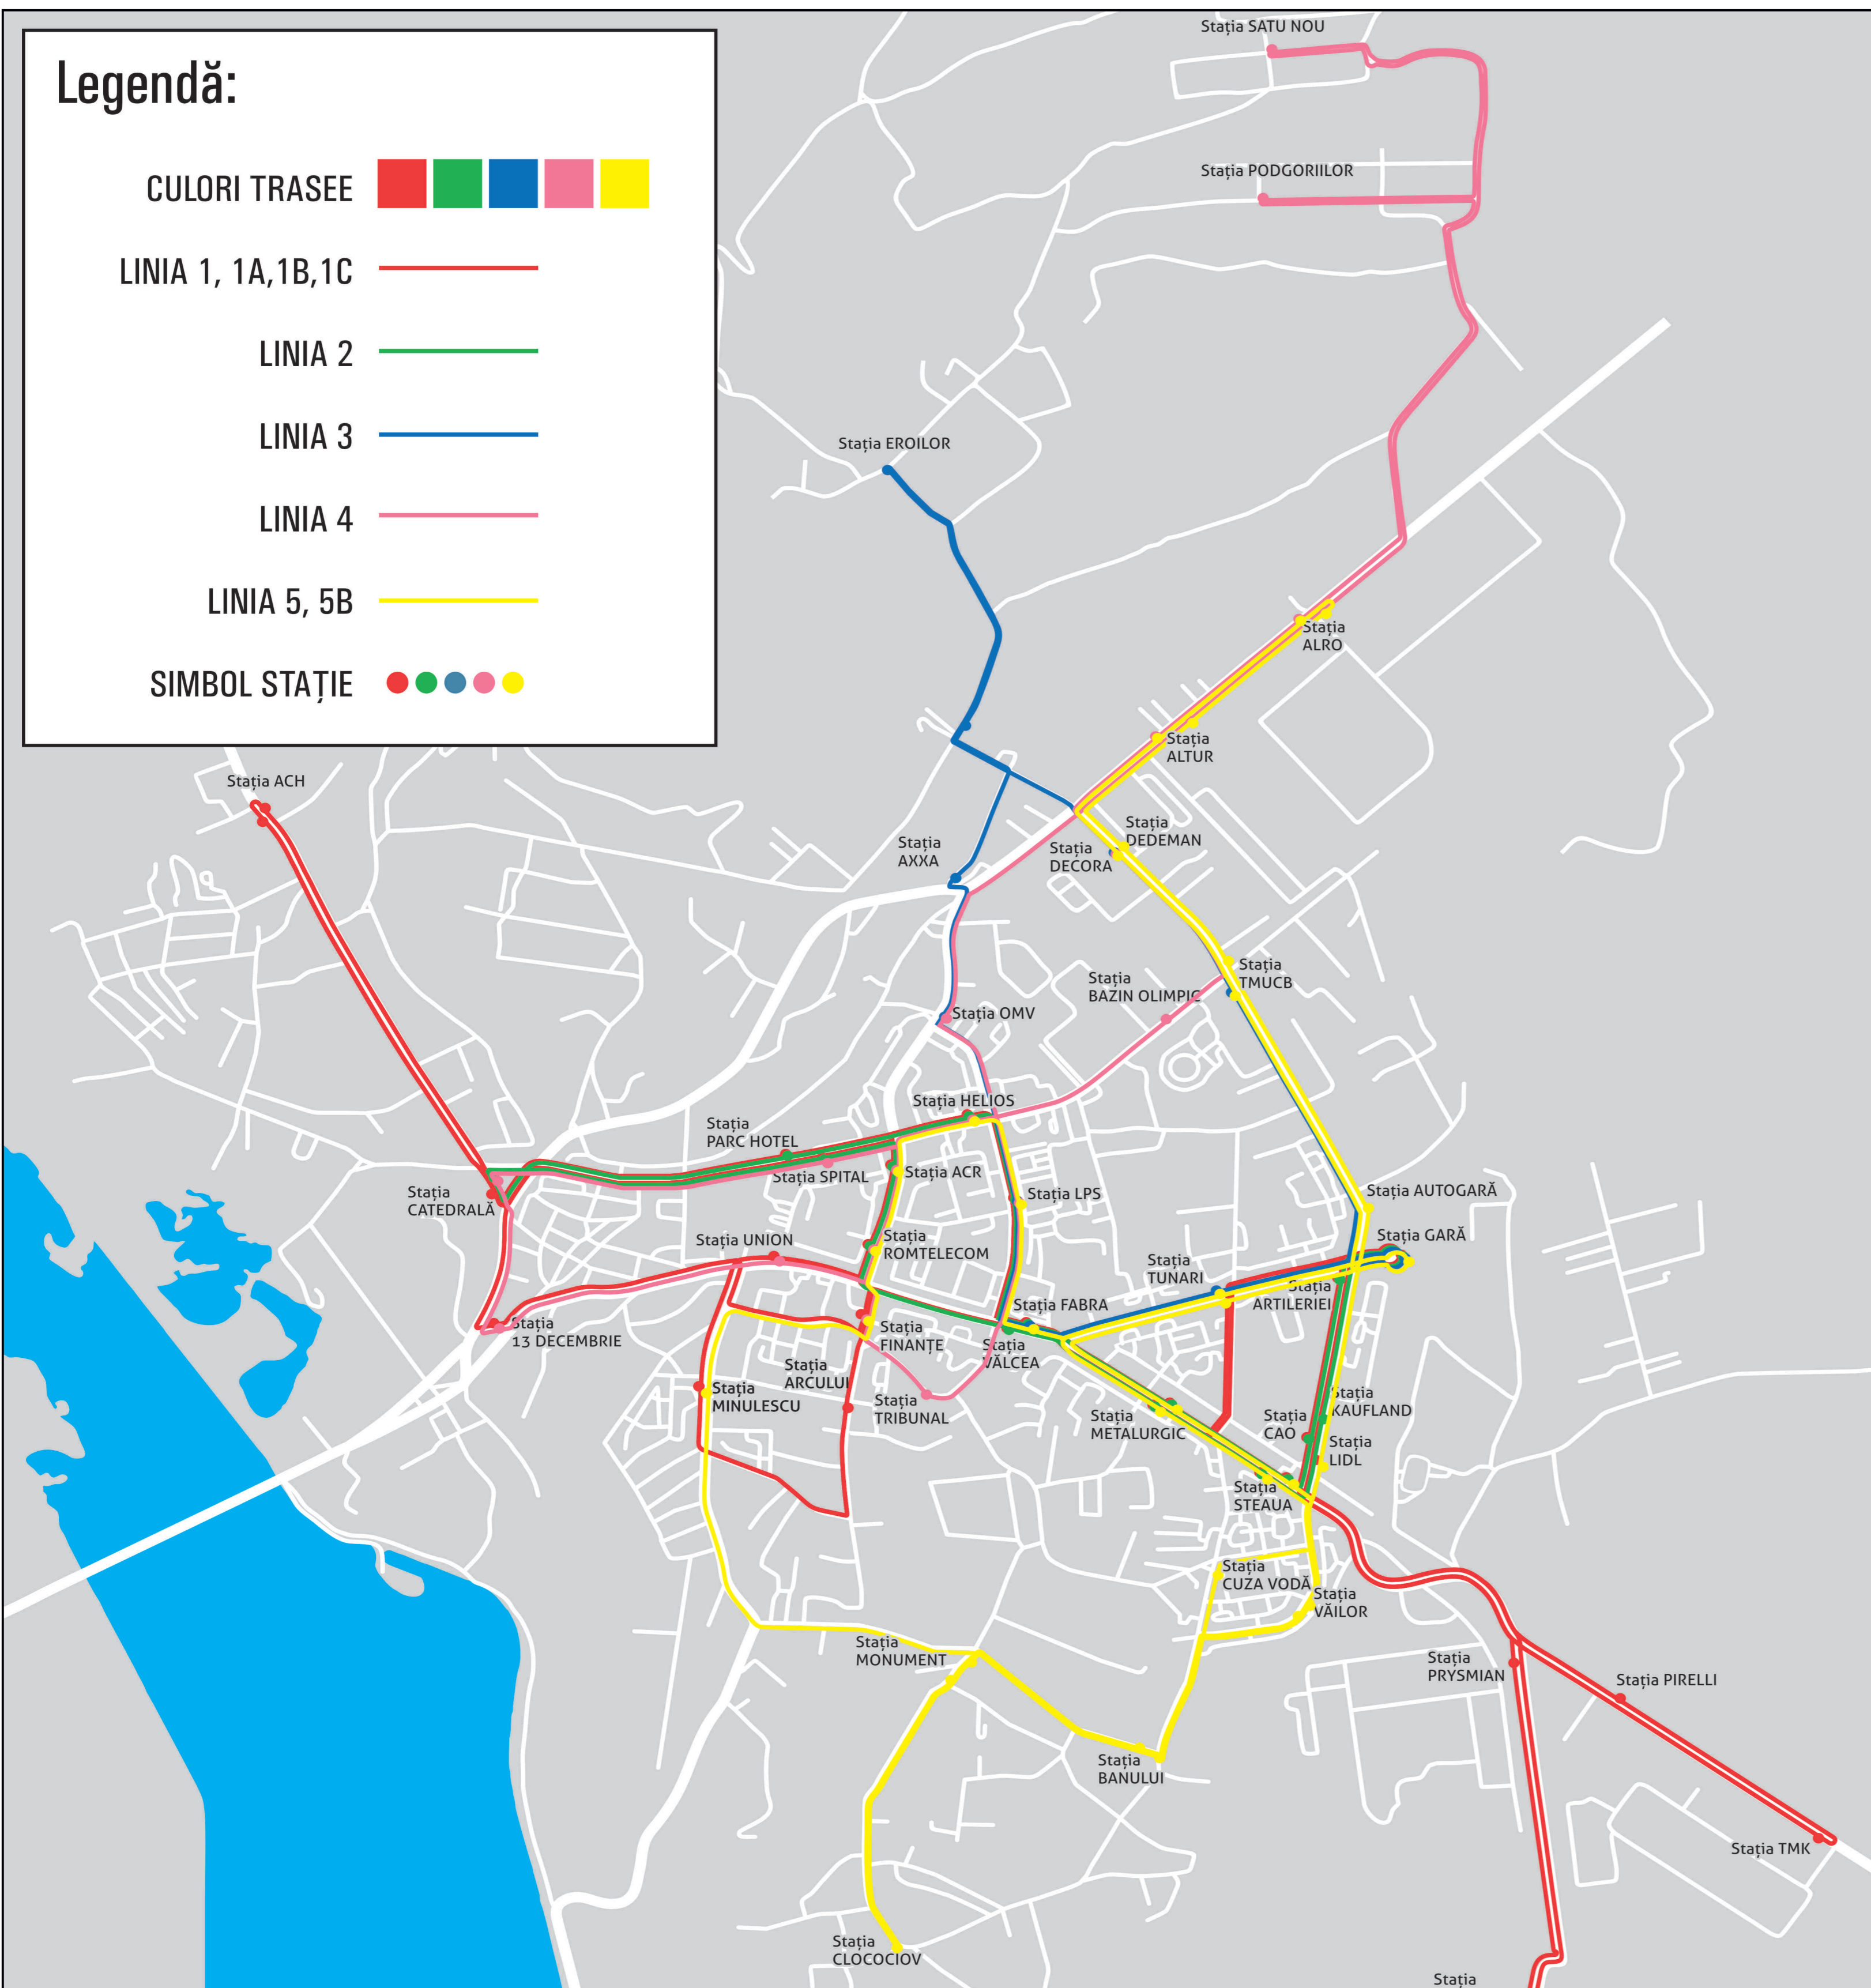 Legendă:
CULORI TRASEE
LINIA 1, 1A,1B,1C
LINIA 2
LINIA 3
LINIA 4
LINIA 5, 5B
SIMBOL STAȚIE
Stația SATU NOU
Stația PODGORIILOR
Stația EROILOR
Stația
ALRO
Stația
ALTUR
Stația ACH
Stația
DEDEMAN
Stația
DECORA
Stația
AXXA
Stația
TMUCB
Stația
BAZIN OLIMPIC
Stația OMV
Stația HELIOS
Stația
PARC HOTEL
Stația SPITAL
Stația ACR
Stația LPS
Stația AUTOGARĂ
Stația
CATEDRALĂ
Stația UNION
Stația
ROMTELECOM
Stația GARĂ
Stația
TUNARI
Stația
ARTILERIEI
Stația FABRA
Stația
13 DECEMBRIE
Stația
FINANȚE
Stația
VÂLCEA
Stația
ARCULUI
Stația
MINULESCU
Stația
TRIBUNAL
Stația
METALURGIC
Stația
KAUFLAND
Stația
CAO
Stația
LIDL
Stația
STEAUA
Stația
CUZA VODĂ
Stația
VĂILOR
Stația
MONUMENT
Stația
PRYSMIAN
Stația PIRELLI
Stația
BANULUI
Stația TMK
Stația
CLOCOCIOV
Stația